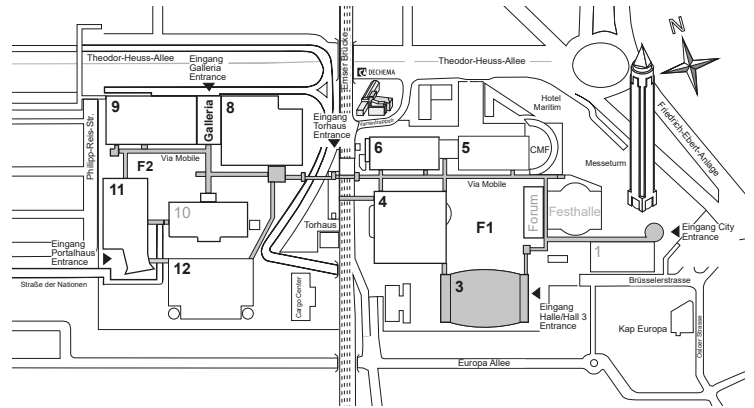 N
Theodor-Heuss-Allee
Eingang
Galleria
Entrance
Emser Brücke
DECHEMA
Theodor-Heuss-Allee
9
Galleria
8
Eingang
Torhaus
Entrance
Hotel
Maritim
Friedrich-Ebert-Anlage
Philipp-Reis-Str.
F2
Via Mobile
6
5
CMF
Messeturm
11
10
4
Via Mobile
Forum
Festhalle
F1
Torhaus
Eingang
Portalhaus
Entrance
12
1
Eingang City
Entrance
Straße der Nationen
Cargo Center
3
Eingang
Halle/Hall 3
Entrance
Brüsselerstrasse
Kap Europa
Osloer Strasse
Europa Allee